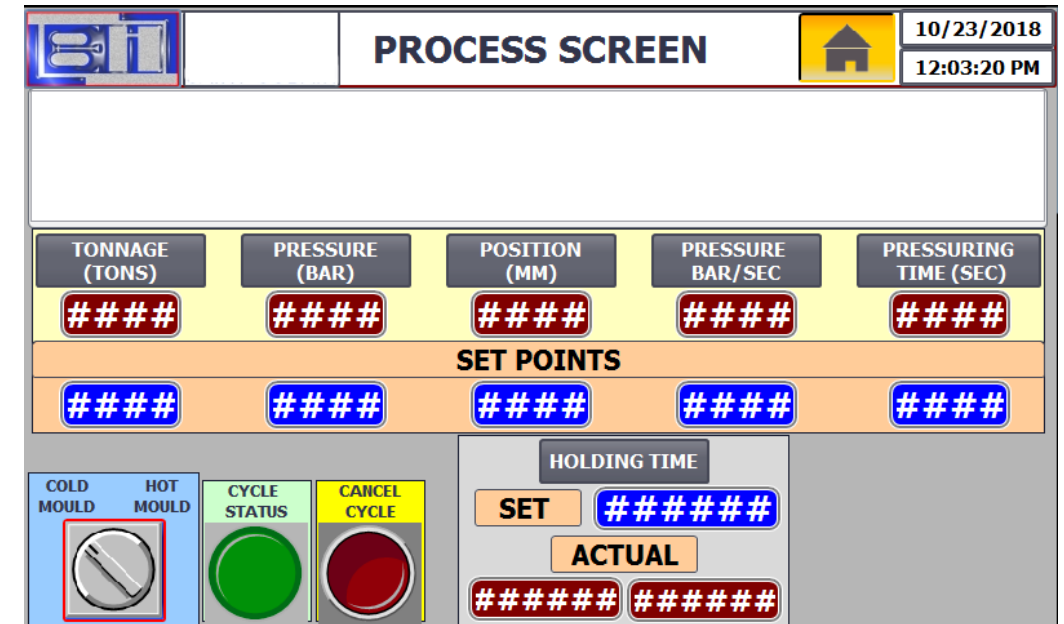 PROCESS SCREEN
10/23/2018
12:03:20 PM
TONNAGE
(TONS)
PRESSURE
(BAR)
POSITION
(MM)
PRESSURE
BAR/SEC
PRESSURING
TIME (SEC)
#### #### #### #### ####
SET POINTS
#### #### #### #### ####
HOLDING TIME
SET ######
ACTUAL
###### ######
COLD
MOULD
HOT
MOULD
CYCLE
STATUS
CANCEL
CYCLE